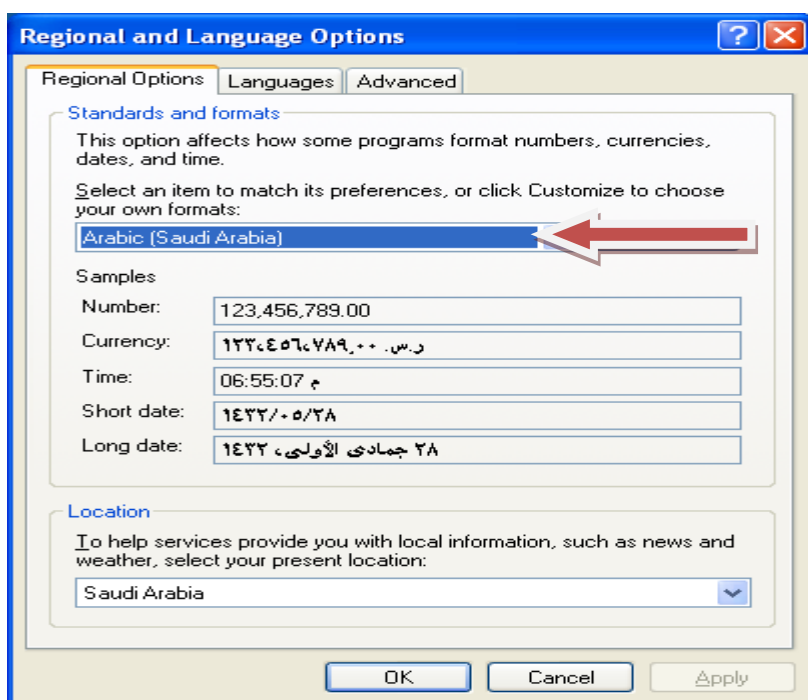 Regional and Language Options
Regional Options Languages Advanced
Standards and formats
This option affects how some programs format numbers, currencies,
dates, and time.
Select an item to match its preferences, or click Customize to choose
your own formats:
Arabic (Saudi Arabia)
Samples
Number: 123,456,789.00
Currency: ر.س. ١٢٣،٤٥٦،٧٨٩٫٠٠
Time: 06:55:07 م
Short date: ١٤٣٢/٠٥/٢٨
Long date: ٢٨ جمادى الأولى، ١٤٣٢
Location
To help services provide you with local information, such as news and
weather, select your present location:
Saudi Arabia
OK Cancel Apply